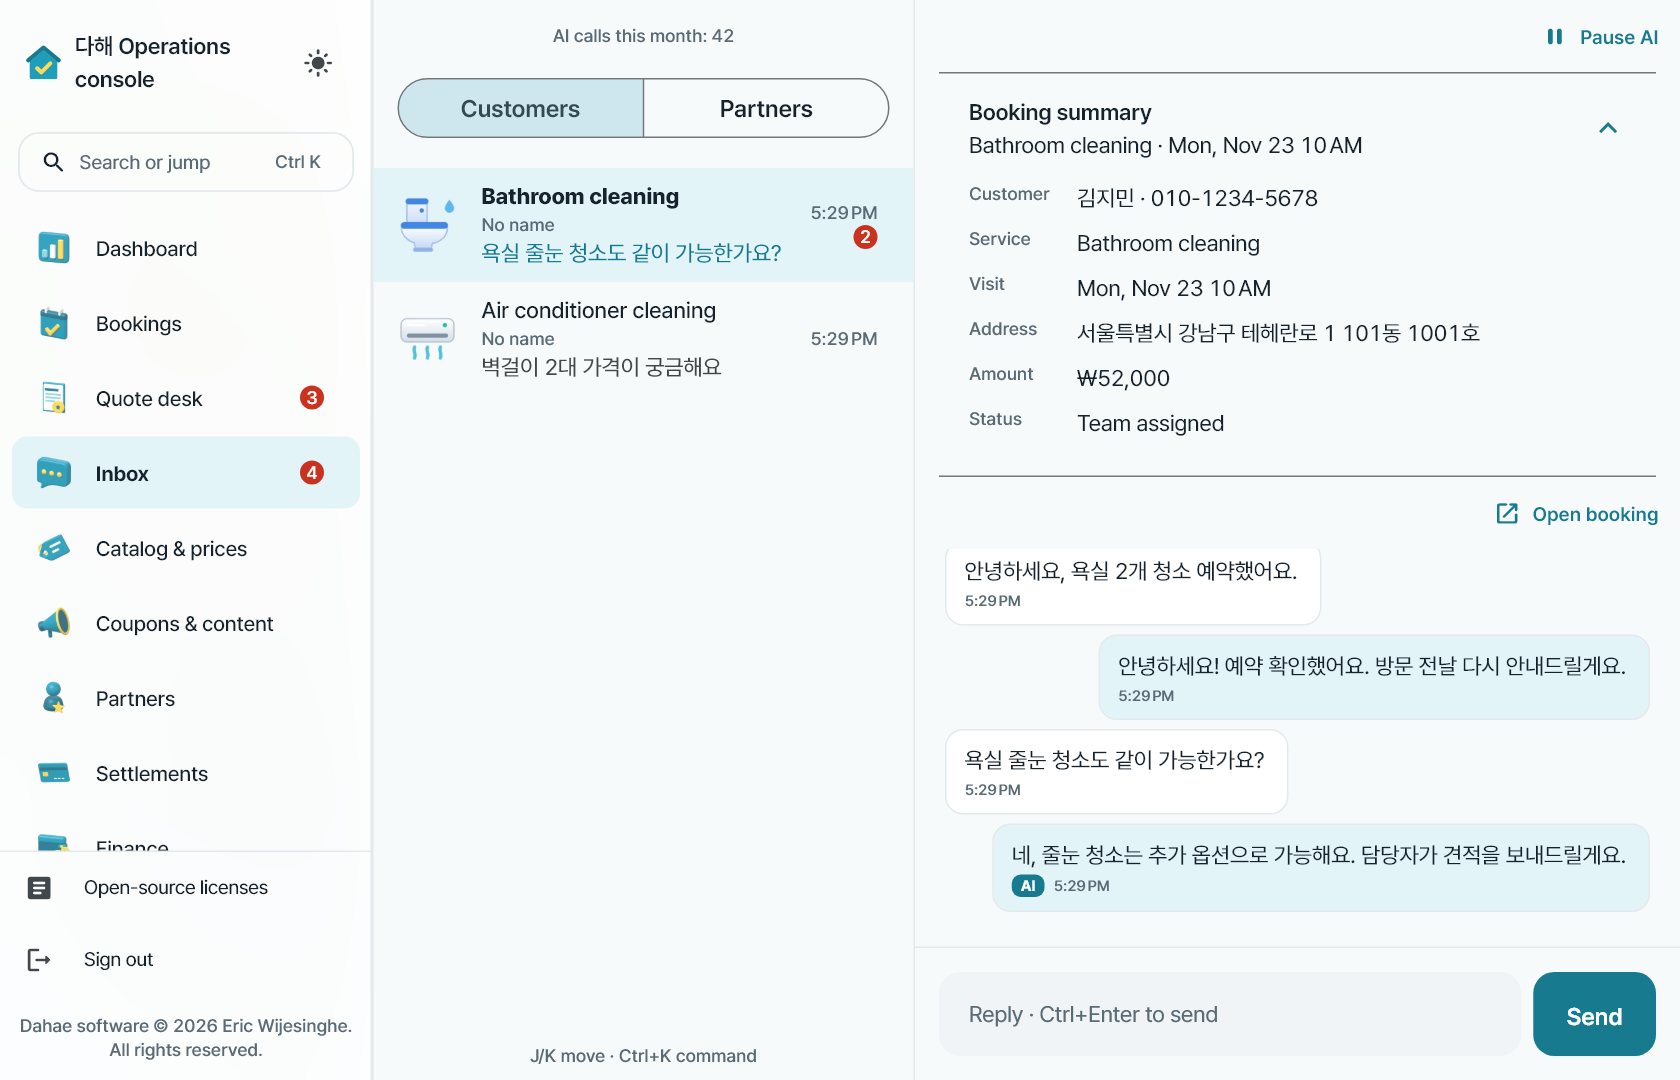 다해 Operations
console
Search or jump Ctrl K
Dashboard
Bookings
Quote desk 3
Inbox 4
Catalog & prices
Coupons & content
Partners
Settlements
Finance
Open-source licenses
Sign out
Dahae software © 2026 Eric Wijesinghe.
All rights reserved.
AI calls this month: 42
Customers Partners
Bathroom cleaning
No name
욕실 줄눈 청소도 같이 가능한가요?
5:29 PM
2
Air conditioner cleaning
No name
벽걸이 2대 가격이 궁금해요
5:29 PM
J/K move · Ctrl+K command
Pause AI
Booking summary
Bathroom cleaning · Mon, Nov 23 10 AM
Customer 김지민 · 010-1234-5678
Service Bathroom cleaning
Visit Mon, Nov 23 10 AM
Address 서울특별시 강남구 테헤란로 1 101동 1001호
Amount ₩52,000
Status Team assigned
Open booking
안녕하세요, 욕실 2개 청소 예약했어요.
5:29 PM
안녕하세요! 예약 확인했어요. 방문 전날 다시 안내드릴게요.
5:29 PM
욕실 줄눈 청소도 같이 가능한가요?
5:29 PM
네, 줄눈 청소는 추가 옵션으로 가능해요. 담당자가 견적을 보내드릴게요.
AI 5:29 PM
Reply · Ctrl+Enter to send
Send